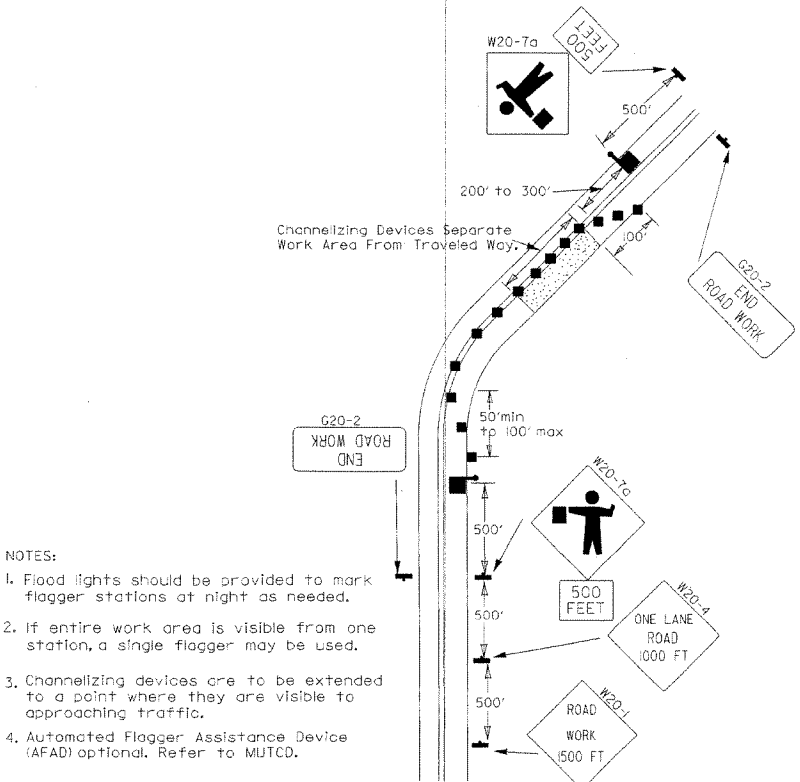 W20-7a
500
FEET
500'
200' to 300'
Channelizing Devices Separate
Work Area From Traveled Way.
100'
G20-2
END
ROAD WORK
G20-2
END
ROAD WORK
50'min
to 100' max
W20-7a
500'
500
FEET
500'
W20-4
ONE LANE
ROAD
1000 FT
500'
W20-1
ROAD
WORK
1500 FT
NOTES:
1. Flood lights should be provided to mark
flagger stations at night as needed.
2. If entire work area is visible from one
station, a single flagger may be used.
3. Channelizing devices are to be extended
to a point where they are visible to
approaching traffic.
4. Automated Flagger Assistance Device
(AFAD) optional. Refer to MUTCD.